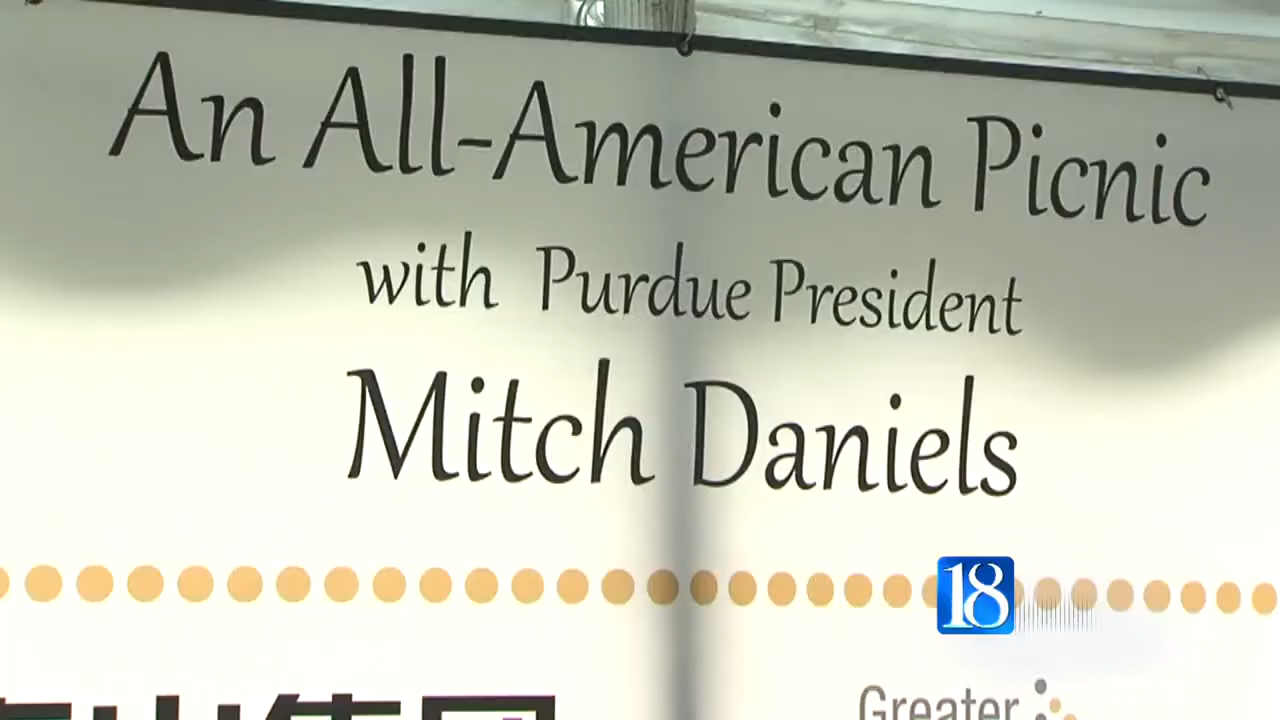 An All-American Picnic
with Purdue President
Mitch Daniels
18
Greater